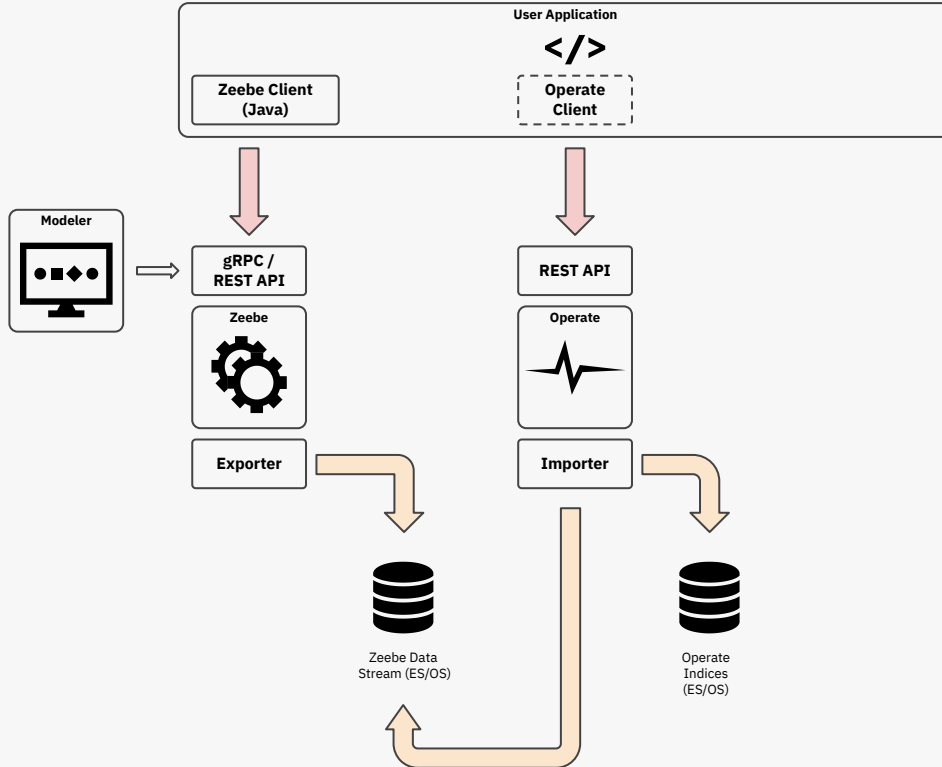 User Application
</>
Zeebe Client
(Java)
Operate
Client
Modeler
gRPC /
REST API
REST API
Zeebe
Operate
Exporter
Importer
Zeebe Data
Stream (ES/OS)
Operate
Indices
(ES/OS)